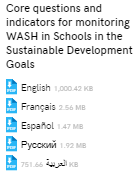 Core questions and
indicators for monitoring
WASH in Schools in the
Sustainable Development
Goals
PDF English 1,000.42 KB
PDF Français 2.56 MB
PDF Español 1.47 MB
PDF Русский 1.92 MB
PDF العربية 751.66 KB